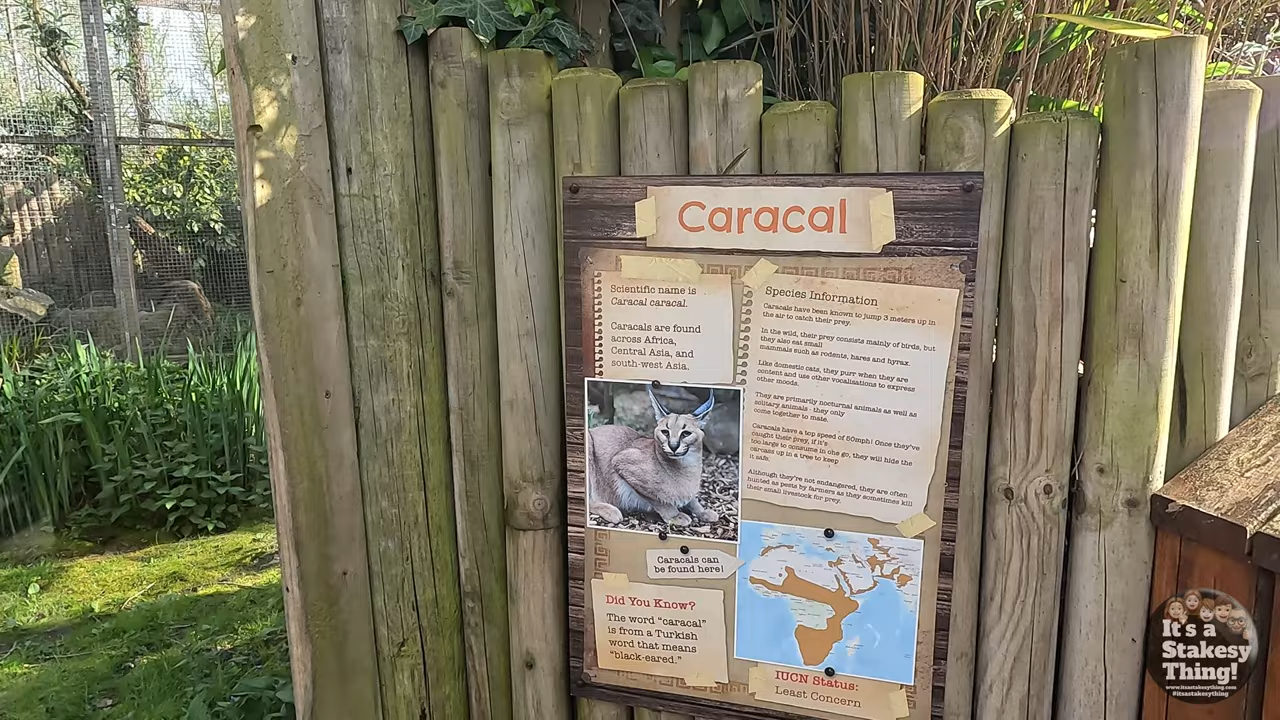 Caracal
Scientific name is
Caracal caracal.
Caracals are found
across Africa,
Central Asia, and
south-west Asia.
Species Information
Caracals have been known to jump 3 meters up in
the air to catch their prey.
In the wild, their prey consists mainly of birds, but
they also eat small
mammals such as rodents, hares and hyrax.
Like domestic cats, they purr when they are
content and use other vocalisations to express
other moods.
They are primarily nocturnal animals as well as
solitary animals - they only
come together to mate.
Caracals have a top speed of 50mph! Once they've
caught their prey, if it's
too large to consume in one go, they will hide the
carcass up in a tree to keep
it safe.
Although they're not endangered, they are often
hunted as pests by farmers as they sometimes kill
their small livestock for prey.
Caracals can
be found here!
Did You Know?
The word "caracal"
is from a Turkish
word that means
"black-eared."
IUCN Status:
Least Concern
It's a
Stakesy
Thing!
www.itsastakesything.com
#itsastakesything